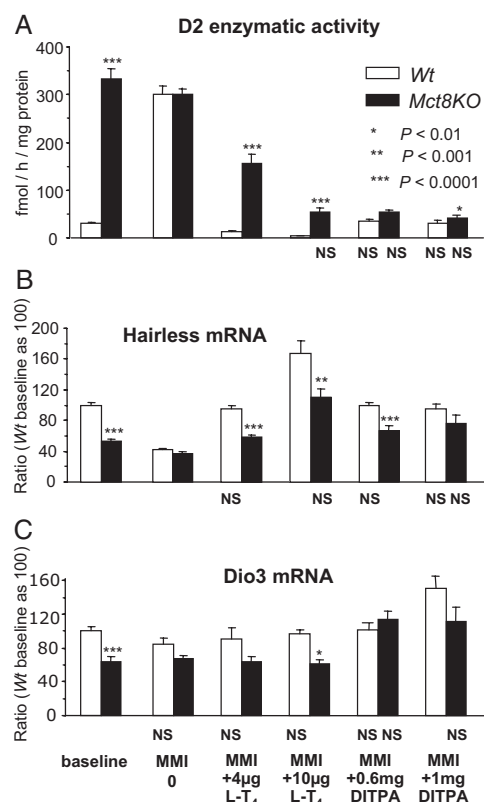 A
D2 enzymatic activity
fmol / h / mg protein
400
300
200
100
0
Wt
Mct8KO
* P < 0.01
** P < 0.001
*** P < 0.0001
*** *** *** *
NS NS NS NS NS
B
Hairless mRNA
Ratio (Wt baseline as 100)
200
160
120
80
40
0
*** *** ** ***
NS NS NS NS NS
C
Dio3 mRNA
Ratio (Wt baseline as 100)
160
120
80
40
0
*** *
NS NS NS NS NS NS
baseline MMI MMI MMI MMI MMI
0 +4µg +10µg +0.6mg +1mg
L-T4 L-T4 DITPA DITPA